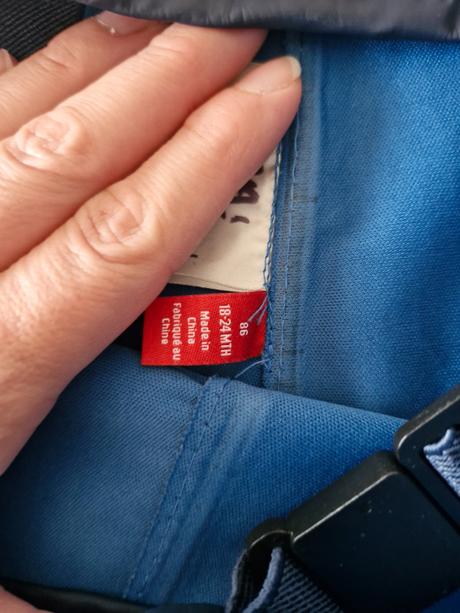 86
18-24 MTH
Made in
China
Fabriqué au
Chine